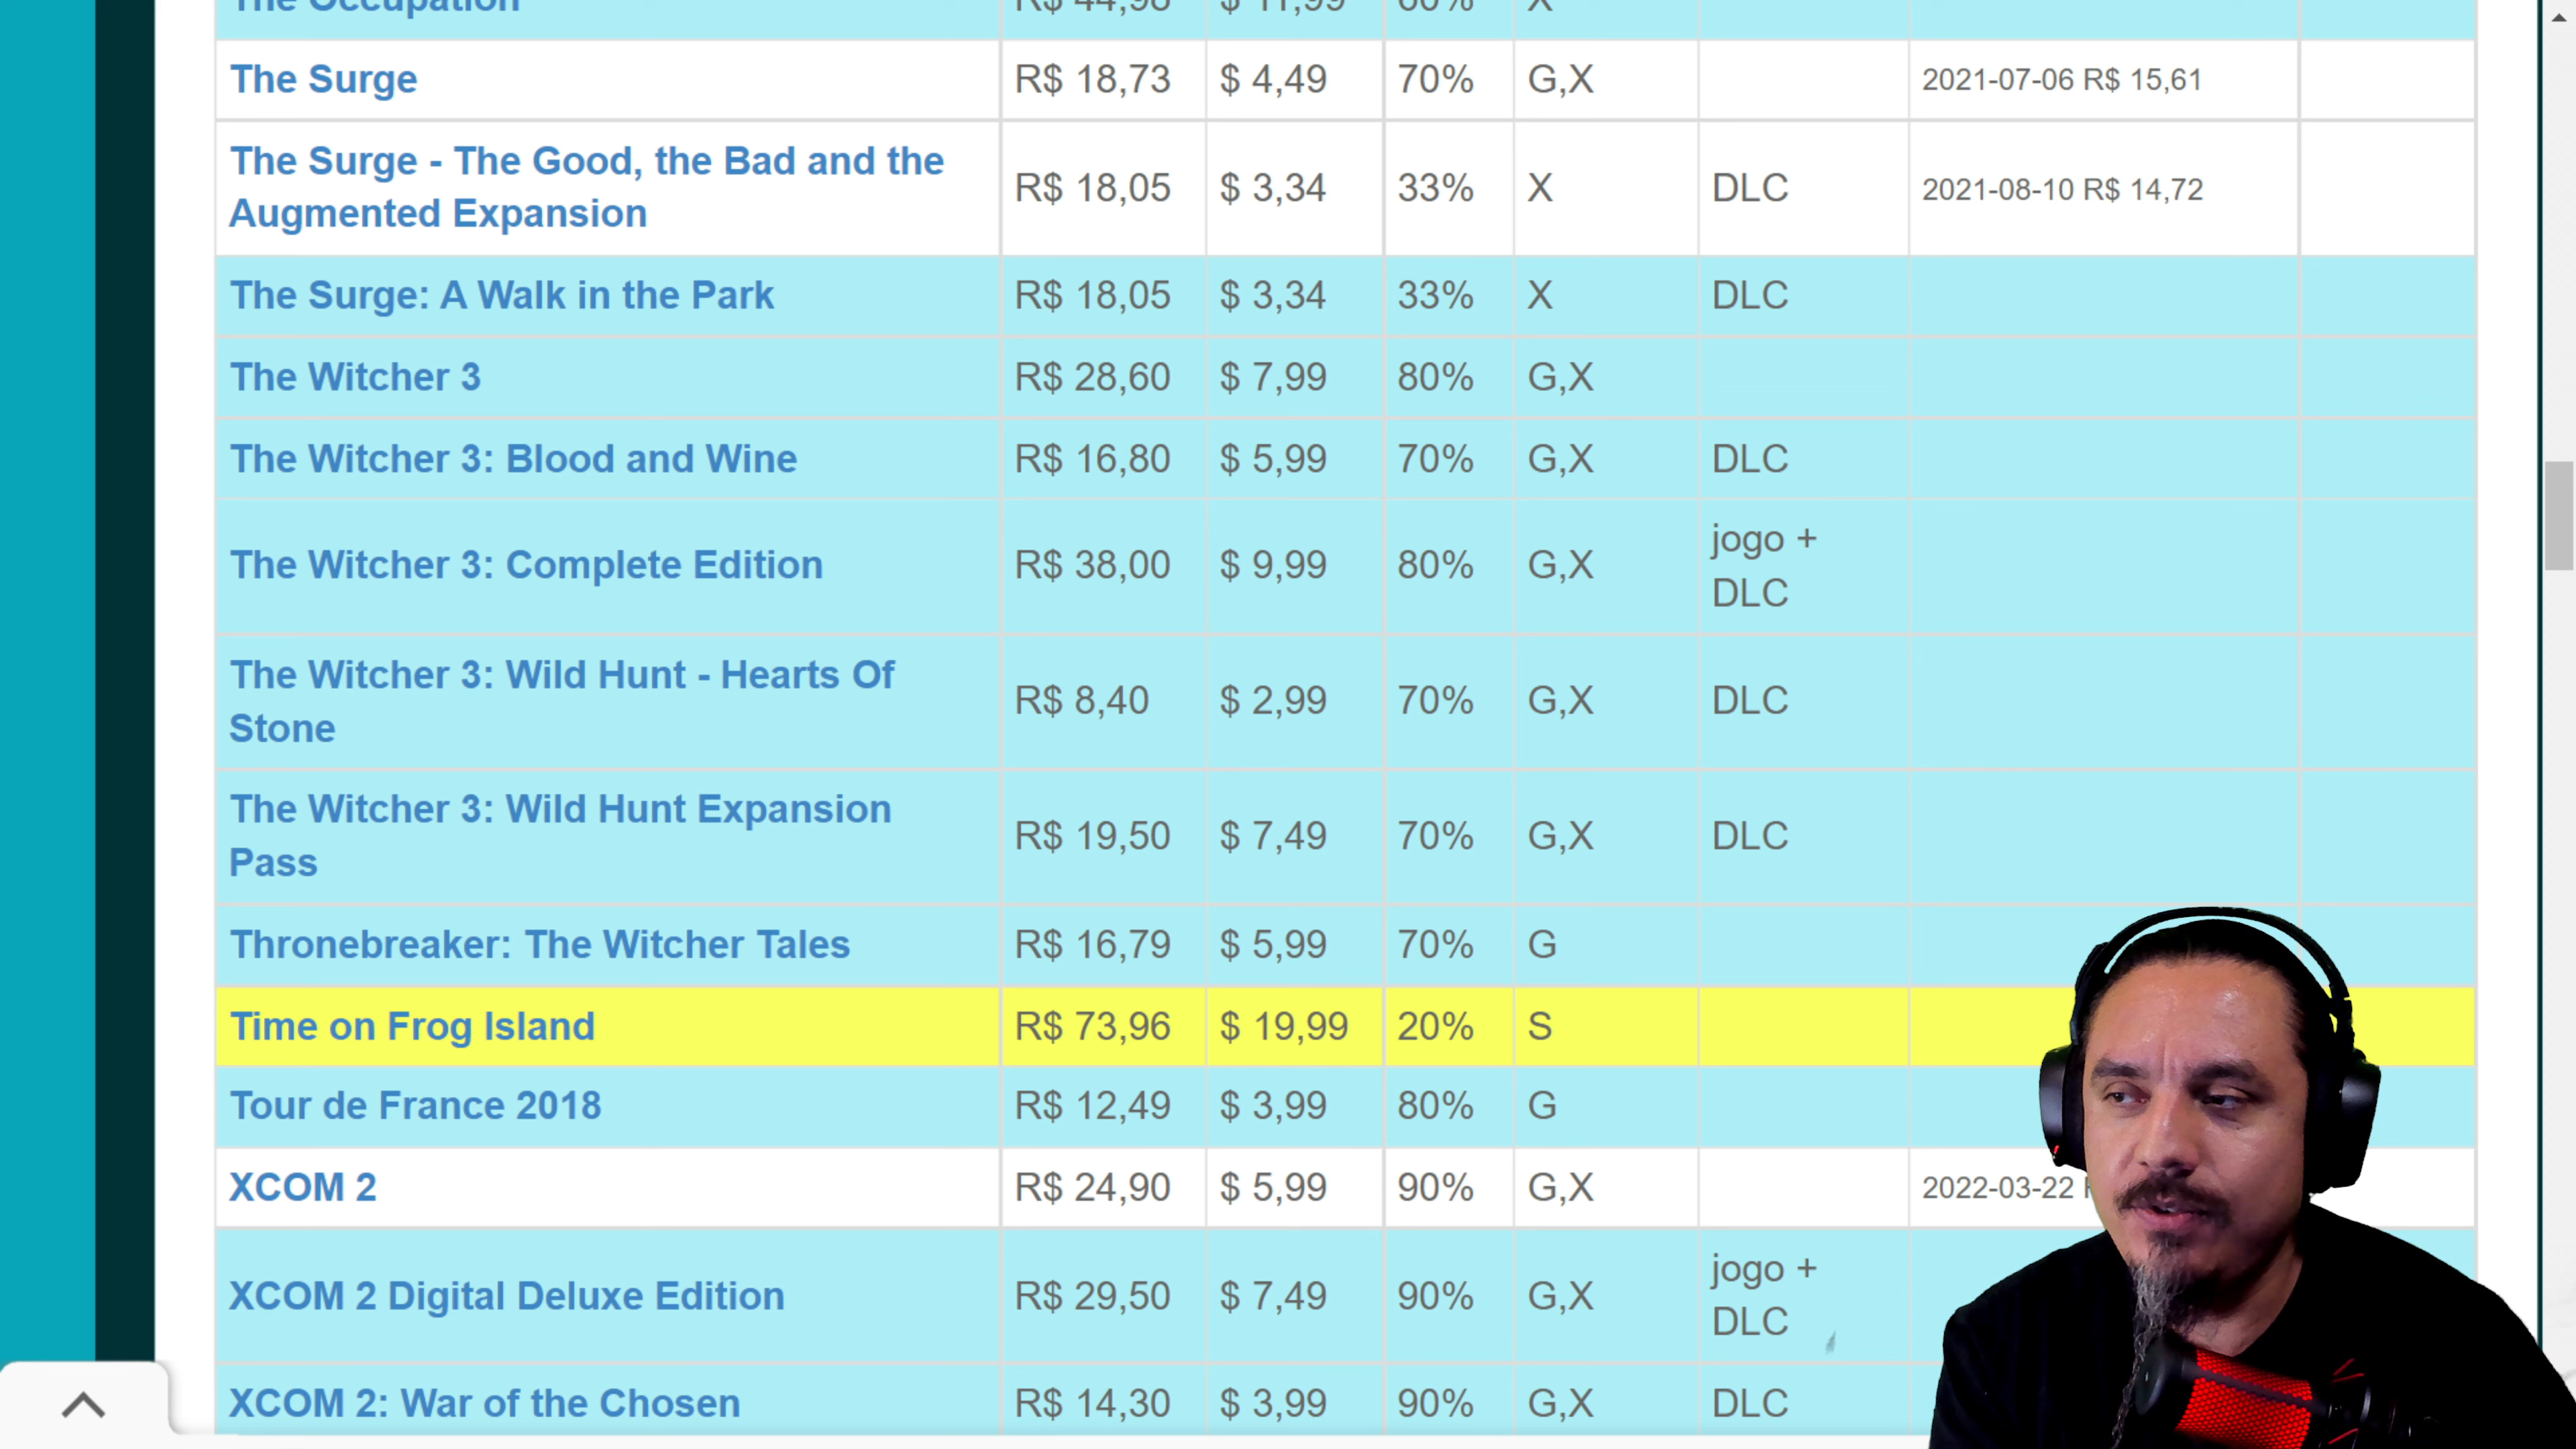 The Occupation R$ 44,98 $ 11,99 60% X
The Surge R$ 18,73 $ 4,49 70% G,X 2021-07-06 R$ 15,61
The Surge - The Good, the Bad and the
Augmented Expansion R$ 18,05 $ 3,34 33% X DLC 2021-08-10 R$ 14,72
The Surge: A Walk in the Park R$ 18,05 $ 3,34 33% X DLC
The Witcher 3 R$ 28,60 $ 7,99 80% G,X
The Witcher 3: Blood and Wine R$ 16,80 $ 5,99 70% G,X DLC
The Witcher 3: Complete Edition R$ 38,00 $ 9,99 80% G,X jogo +
DLC
The Witcher 3: Wild Hunt - Hearts Of
Stone R$ 8,40 $ 2,99 70% G,X DLC
The Witcher 3: Wild Hunt Expansion
Pass R$ 19,50 $ 7,49 70% G,X DLC
Thronebreaker: The Witcher Tales R$ 16,79 $ 5,99 70% G
Time on Frog Island R$ 73,96 $ 19,99 20% S
Tour de France 2018 R$ 12,49 $ 3,99 80% G
XCOM 2 R$ 24,90 $ 5,99 90% G,X 2022-03-22
XCOM 2 Digital Deluxe Edition R$ 29,50 $ 7,49 90% G,X jogo +
DLC
XCOM 2: War of the Chosen R$ 14,30 $ 3,99 90% G,X DLC